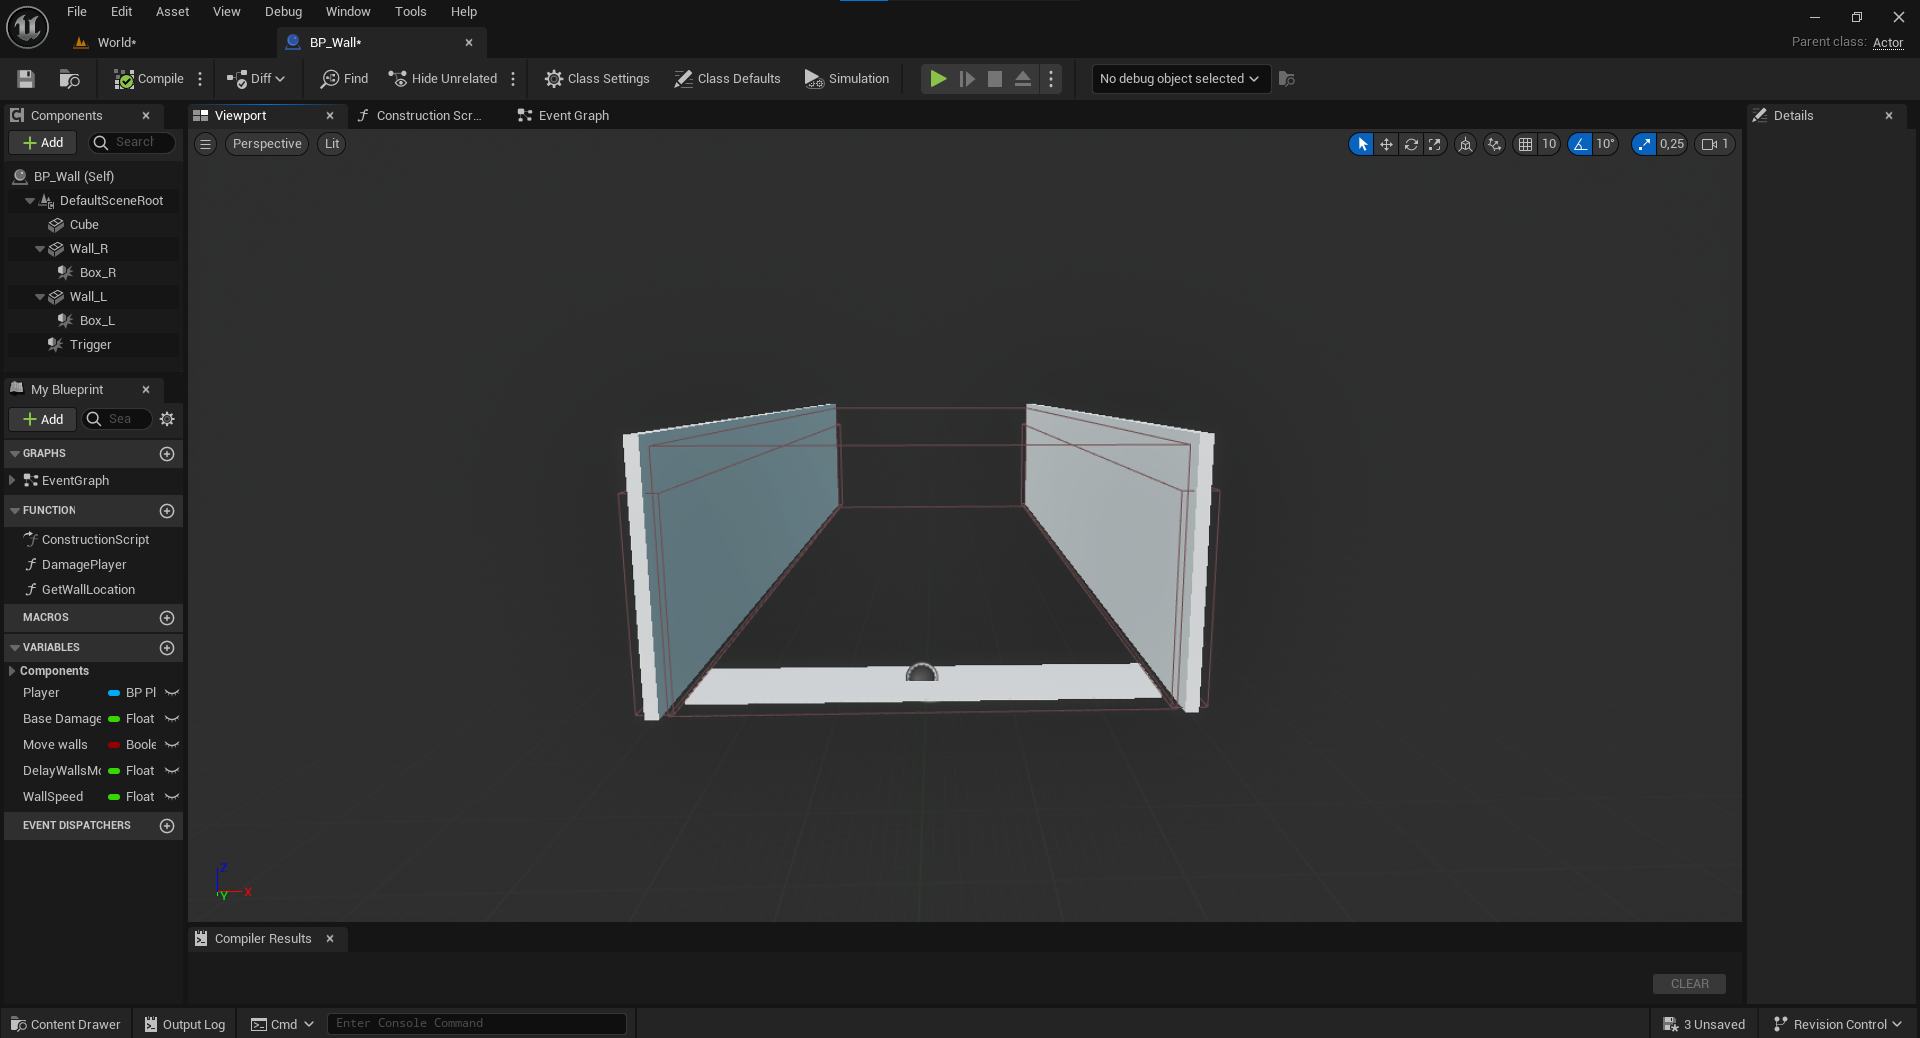 File Edit Asset View Debug Window Tools Help
World* BP_Wall*
Parent class: Actor
Compile Diff Find Hide Unrelated Class Settings Class Defaults Simulation No debug object selected
Components Viewport Construction Scr... Event Graph Details
Add Search
Perspective Lit 10 10° 0,25 1
BP_Wall (Self)
DefaultSceneRoot
Cube
Wall_R
Box_R
Wall_L
Box_L
Trigger
My Blueprint
Add Sea
GRAPHS
EventGraph
FUNCTION
ConstructionScript
DamagePlayer
GetWallLocation
MACROS
VARIABLES
Components
Player BP Pl
Base Damage Float
Move walls Boole
DelayWallsMo Float
WallSpeed Float
EVENT DISPATCHERS
Z
X
Y
Compiler Results
CLEAR
Content Drawer Output Log Cmd Enter Console Command 3 Unsaved Revision Control